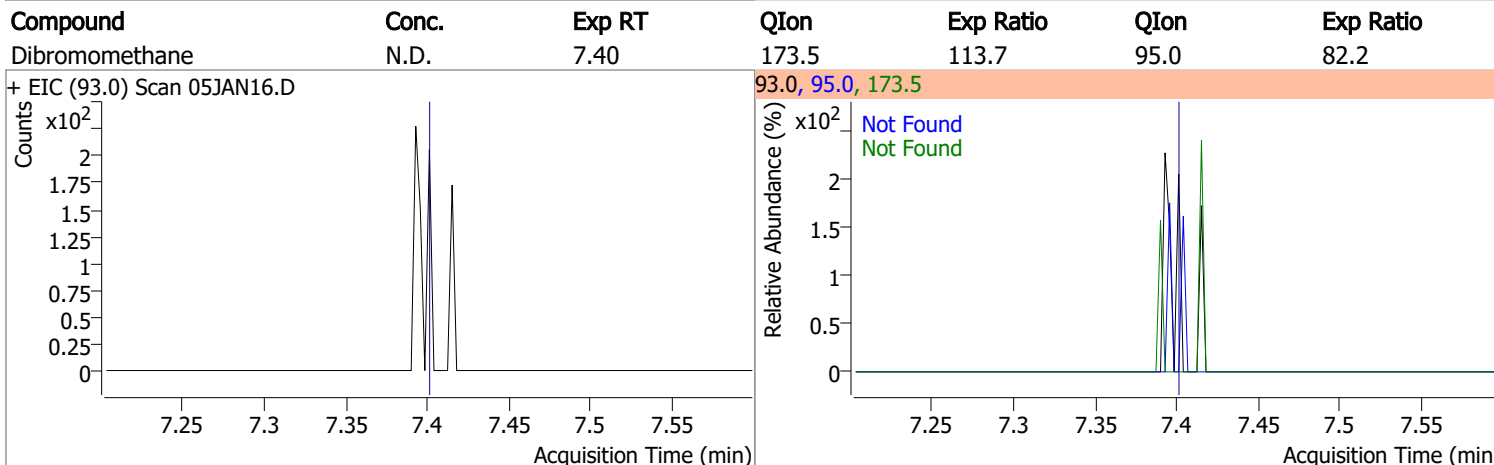 Compound Conc. Exp RT QIon Exp Ratio QIon Exp Ratio
Dibromomethane N.D. 7.40 173.5 113.7 95.0 82.2
+ EIC (93.0) Scan 05JAN16.D
Counts
x10²
2
1.75
1.5
1.25
1
0.75
0.5
0.25
0
7.25 7.3 7.35 7.4 7.45 7.5 7.55
Acquisition Time (min)
93.0, 95.0, 173.5
Relative Abundance (%)
x10²
Not Found
Not Found
2
1.5
1
0.5
0
7.25 7.3 7.35 7.4 7.45 7.5 7.55
Acquisition Time (min